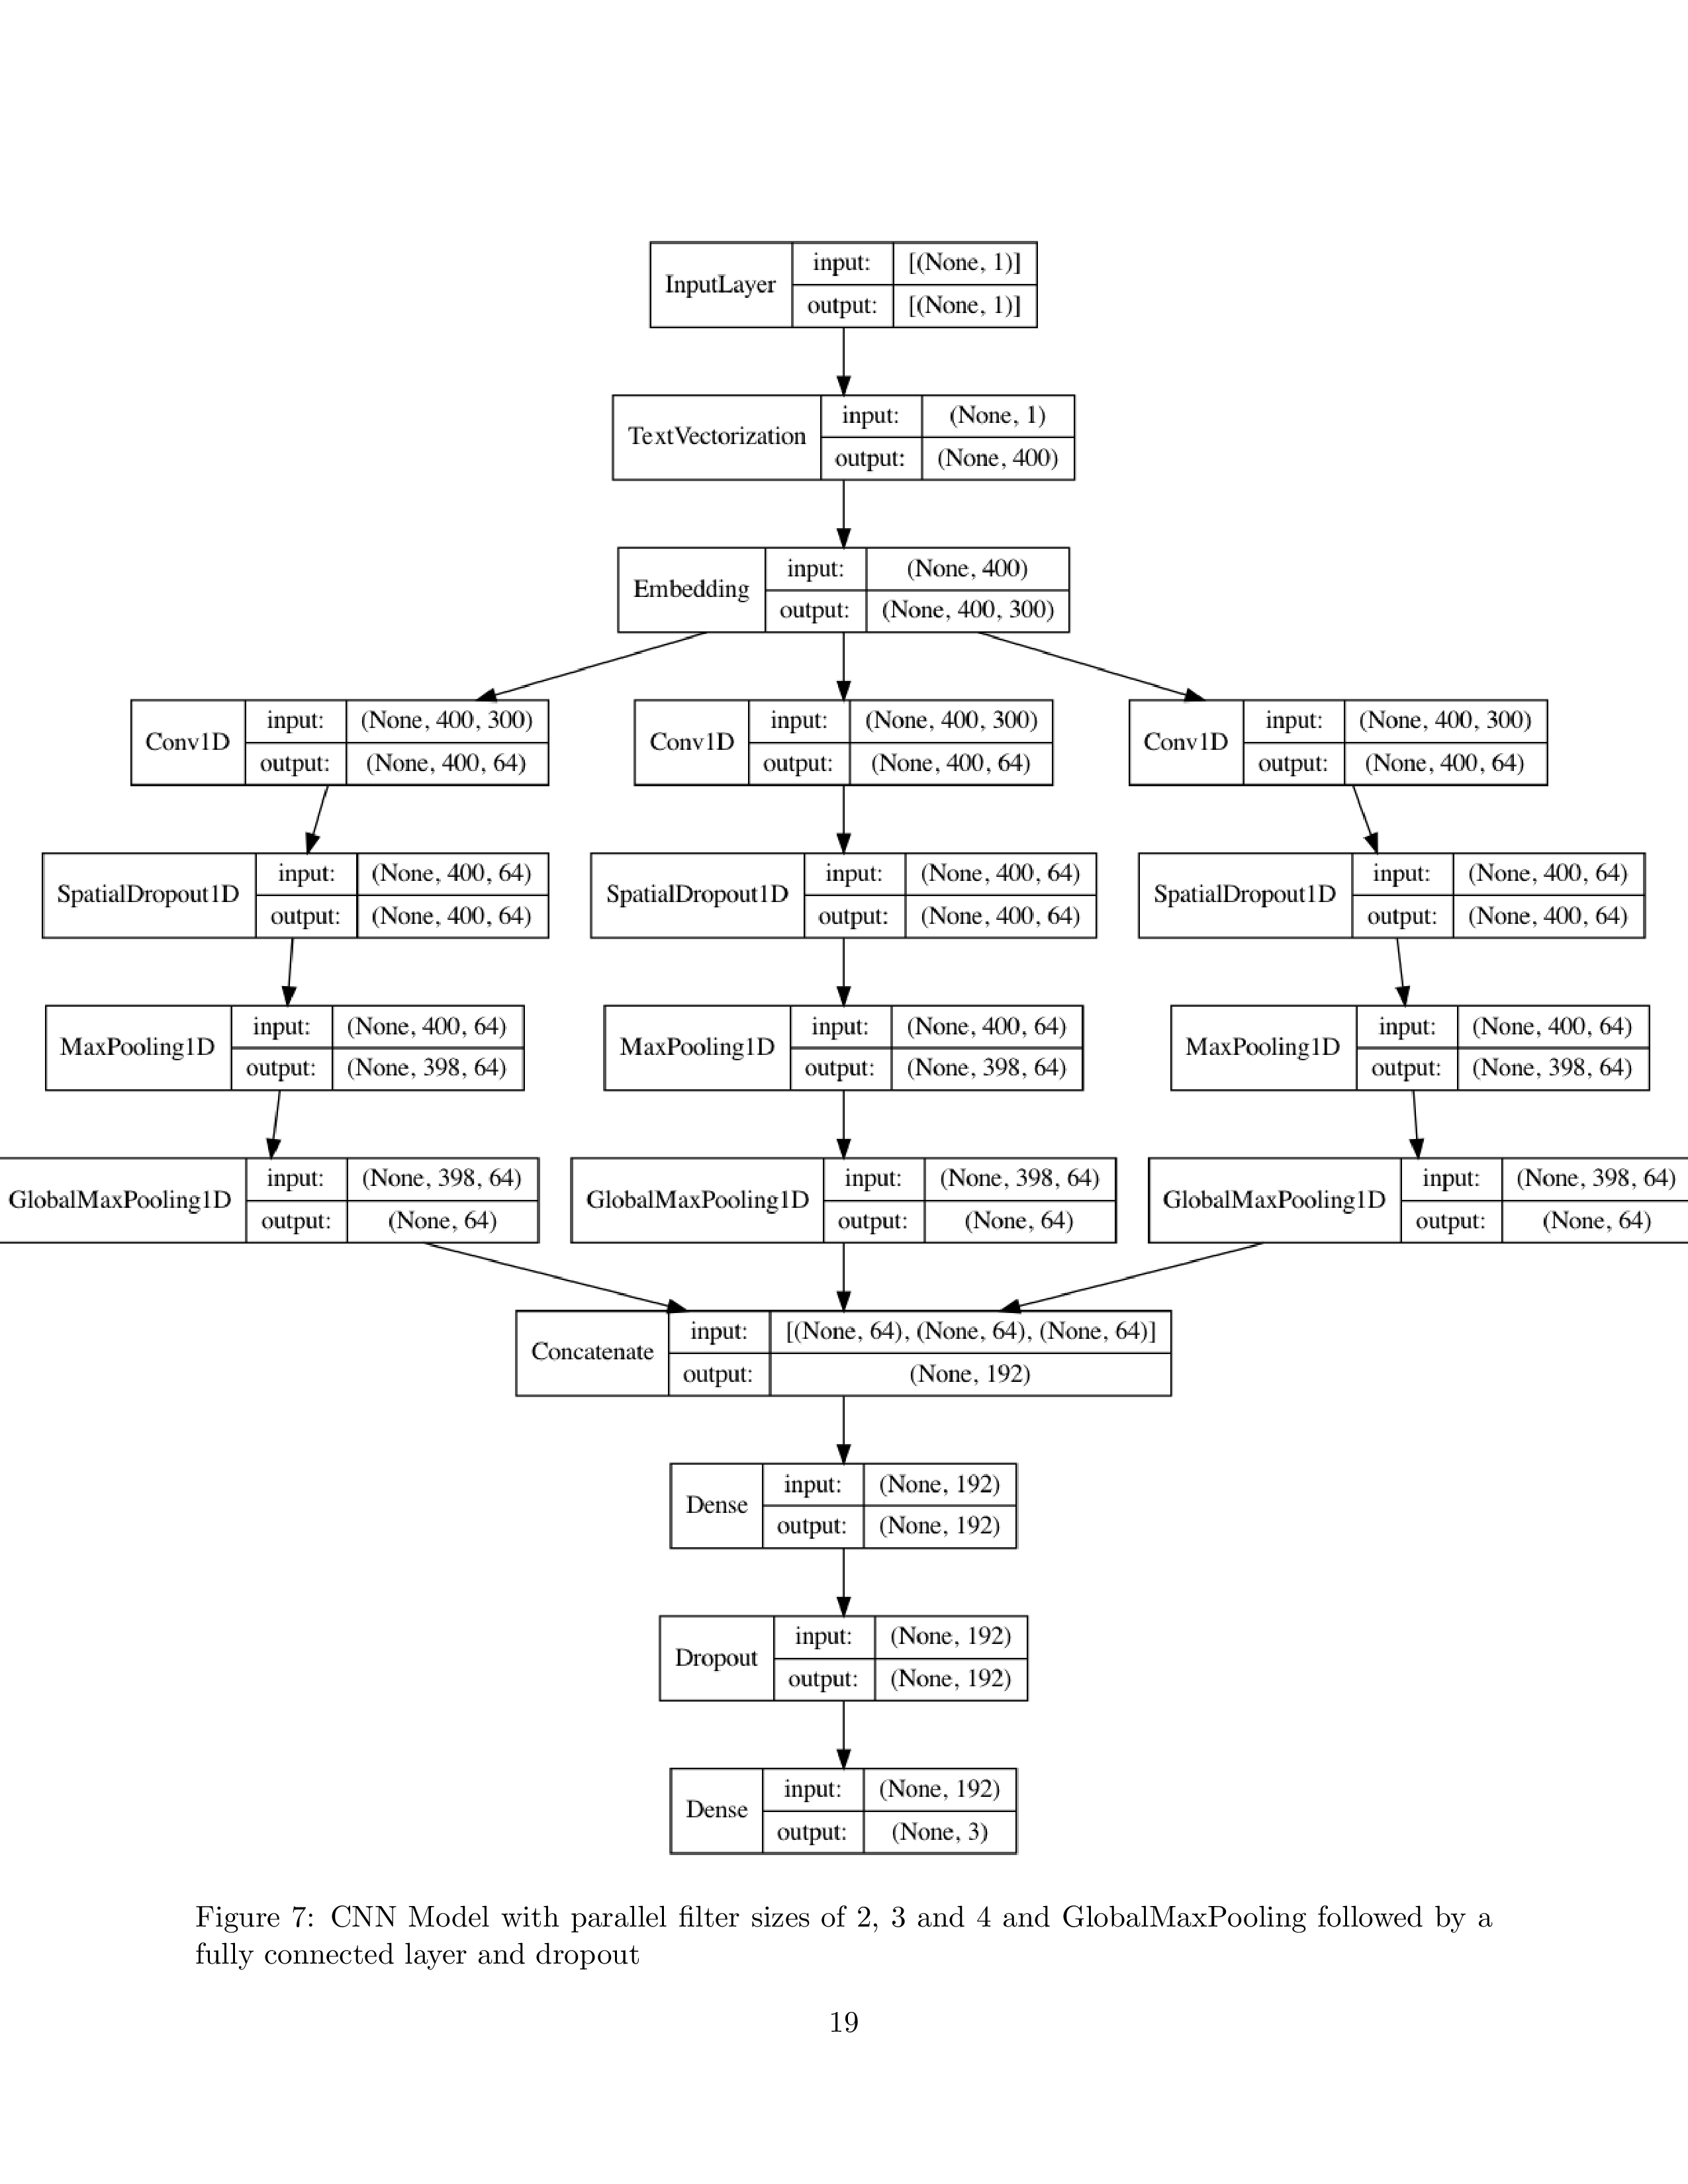 InputLayer
input: [(None, 1)]
output: [(None, 1)]
TextVectorization
input: (None, 1)
output: (None, 400)
Embedding
input: (None, 400)
output: (None, 400, 300)
Conv1D
input: (None, 400, 300)
output: (None, 400, 64)
Conv1D
input: (None, 400, 300)
output: (None, 400, 64)
Conv1D
input: (None, 400, 300)
output: (None, 400, 64)
SpatialDropout1D
input: (None, 400, 64)
output: (None, 400, 64)
SpatialDropout1D
input: (None, 400, 64)
output: (None, 400, 64)
SpatialDropout1D
input: (None, 400, 64)
output: (None, 400, 64)
MaxPooling1D
input: (None, 400, 64)
output: (None, 398, 64)
MaxPooling1D
input: (None, 400, 64)
output: (None, 398, 64)
MaxPooling1D
input: (None, 400, 64)
output: (None, 398, 64)
GlobalMaxPooling1D
input: (None, 398, 64)
output: (None, 64)
GlobalMaxPooling1D
input: (None, 398, 64)
output: (None, 64)
GlobalMaxPooling1D
input: (None, 398, 64)
output: (None, 64)
Concatenate
input: [(None, 64), (None, 64), (None, 64)]
output: (None, 192)
Dense
input: (None, 192)
output: (None, 192)
Dropout
input: (None, 192)
output: (None, 192)
Dense
input: (None, 192)
output: (None, 3)
Figure 7: CNN Model with parallel filter sizes of 2, 3 and 4 and GlobalMaxPooling followed by a
fully connected layer and dropout
19